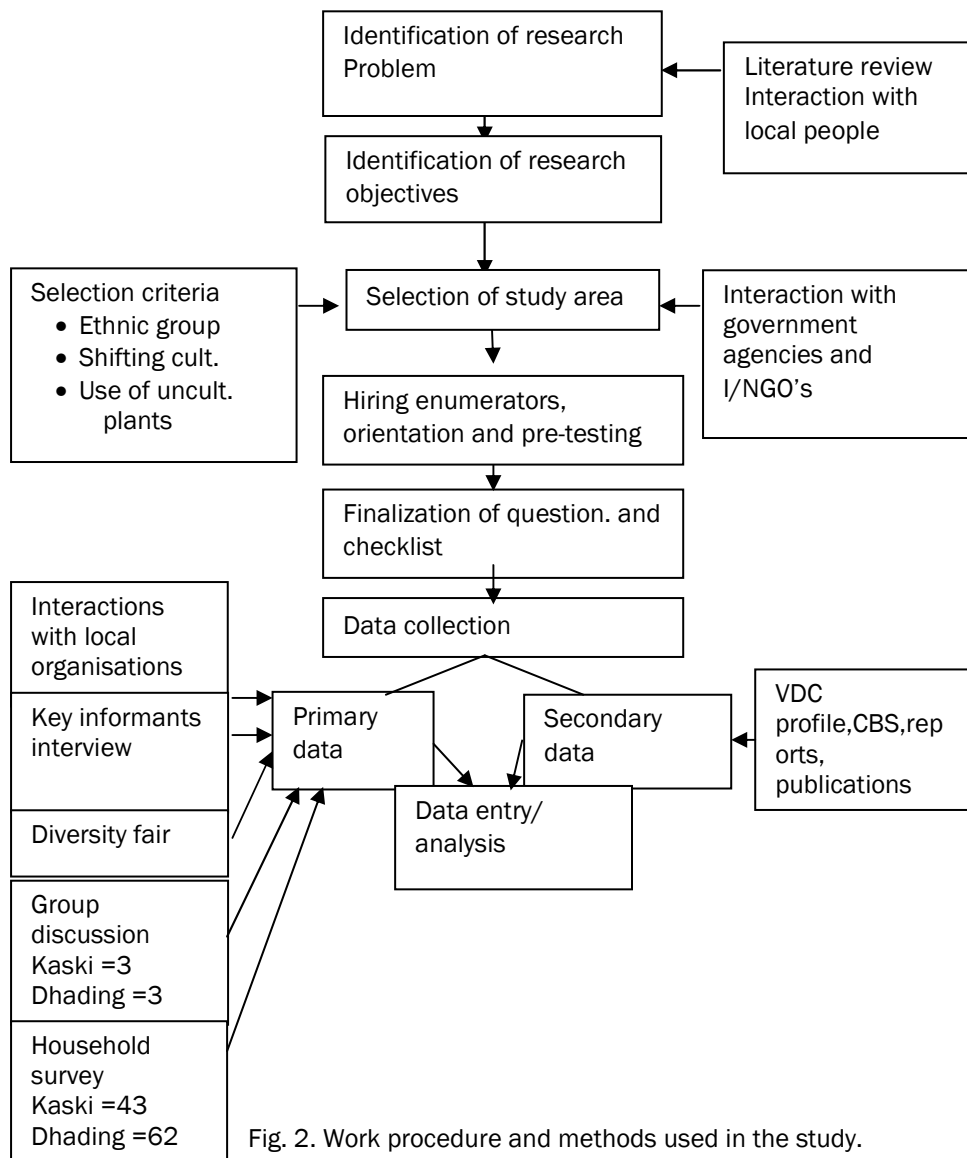 Identification of research
Problem
Literature review
Interaction with
local people
Identification of research
objectives
Selection criteria
• Ethnic group
• Shifting cult.
• Use of uncult.
plants
Selection of study area
Interaction with
government
agencies and
I/NGO's
Hiring enumerators,
orientation and pre-testing
Finalization of question. and
checklist
Data collection
Interactions
with local
organisations
Key informants
interview
Diversity fair
Group
discussion
Kaski =3
Dhading =3
Household
survey
Kaski =43
Dhading =62
Primary
data
Secondary
data
VDC
profile,CBS,rep
orts,
publications
Data entry/
analysis
Fig. 2. Work procedure and methods used in the study.